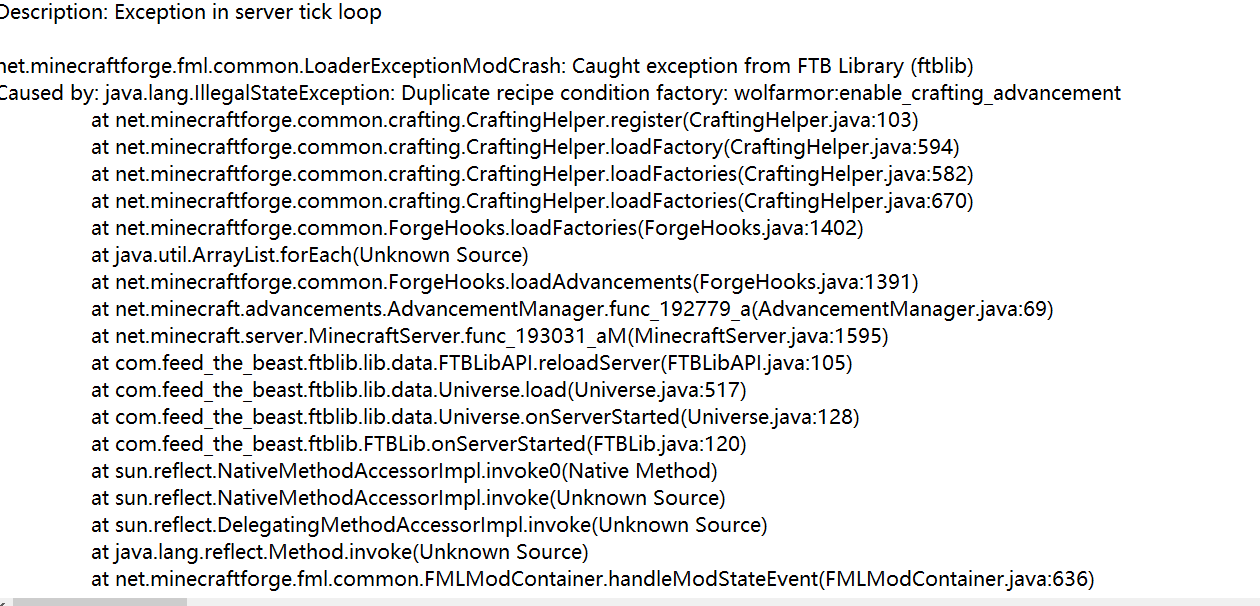 Description: Exception in server tick loop
net.minecraftforge.fml.common.LoaderExceptionModCrash: Caught exception from FTB Library (ftblib)
Caused by: java.lang.IllegalStateException: Duplicate recipe condition factory: wolfarmor:enable_crafting_advancement
at net.minecraftforge.common.crafting.CraftingHelper.register(CraftingHelper.java:103)
at net.minecraftforge.common.crafting.CraftingHelper.loadFactory(CraftingHelper.java:594)
at net.minecraftforge.common.crafting.CraftingHelper.loadFactories(CraftingHelper.java:582)
at net.minecraftforge.common.crafting.CraftingHelper.loadFactories(CraftingHelper.java:670)
at net.minecraftforge.common.ForgeHooks.loadFactories(ForgeHooks.java:1402)
at java.util.ArrayList.forEach(Unknown Source)
at net.minecraftforge.common.ForgeHooks.loadAdvancements(ForgeHooks.java:1391)
at net.minecraft.advancements.AdvancementManager.func_192779_a(AdvancementManager.java:69)
at net.minecraft.server.MinecraftServer.func_193031_aM(MinecraftServer.java:1595)
at com.feed_the_beast.ftblib.lib.data.FTBLibAPI.reloadServer(FTBLibAPI.java:105)
at com.feed_the_beast.ftblib.lib.data.Universe.load(Universe.java:517)
at com.feed_the_beast.ftblib.lib.data.Universe.onServerStarted(Universe.java:128)
at com.feed_the_beast.ftblib.FTBLib.onServerStarted(FTBLib.java:120)
at sun.reflect.NativeMethodAccessorImpl.invoke0(Native Method)
at sun.reflect.NativeMethodAccessorImpl.invoke(Unknown Source)
at sun.reflect.DelegatingMethodAccessorImpl.invoke(Unknown Source)
at java.lang.reflect.Method.invoke(Unknown Source)
at net.minecraftforge.fml.common.FMLModContainer.handleModStateEvent(FMLModContainer.java:636)